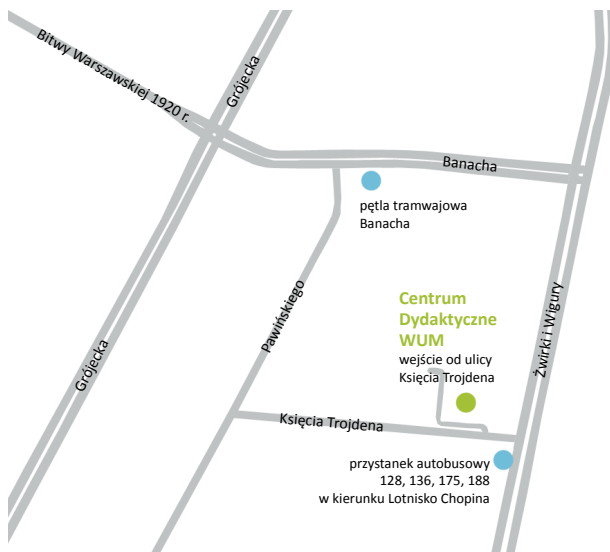 Bitwy Warszawskiej 1920 r.
Grójecka
Banacha
pętla tramwajowa
Banacha
Pawińskiego
Centrum
Dydaktyczne
WUM
wejście od ulicy
Księcia Trojdena
Żwirki i Wigury
Grójecka
Księcia Trojdena
przystanek autobusowy
128, 136, 175, 188
w kierunku Lotnisko Chopina